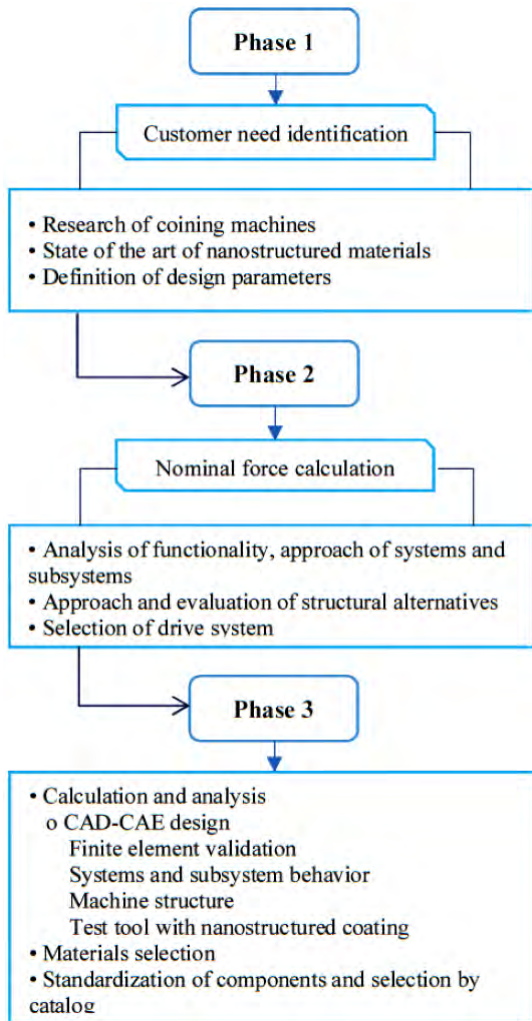 Phase 1
Customer need identification
• Research of coining machines
• State of the art of nanostructured materials
• Definition of design parameters
Phase 2
Nominal force calculation
• Analysis of functionality, approach of systems and
subsystems
• Approach and evaluation of structural alternatives
• Selection of drive system
Phase 3
• Calculation and analysis
o CAD-CAE design
Finite element validation
Systems and subsystem behavior
Machine structure
Test tool with nanostructured coating
• Materials selection
• Standardization of components and selection by
catalog